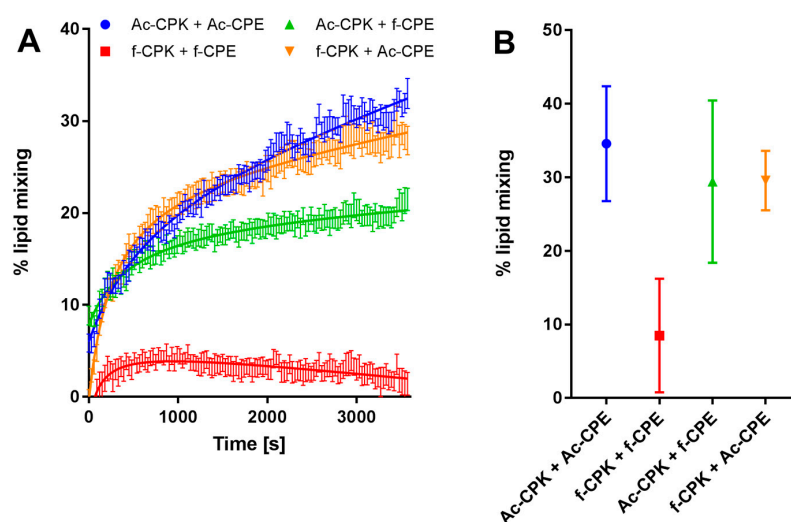 A
Ac-CPK + Ac-CPE
Ac-CPK + f-CPE
f-CPK + f-CPE
f-CPK + Ac-CPE
40
30
20
10
0
% lipid mixing
0
1000
2000
3000
Time [s]
B
50
40
30
20
10
0
% lipid mixing
Ac-CPK + Ac-CPE
f-CPK + f-CPE
Ac-CPK + f-CPE
f-CPK + Ac-CPE